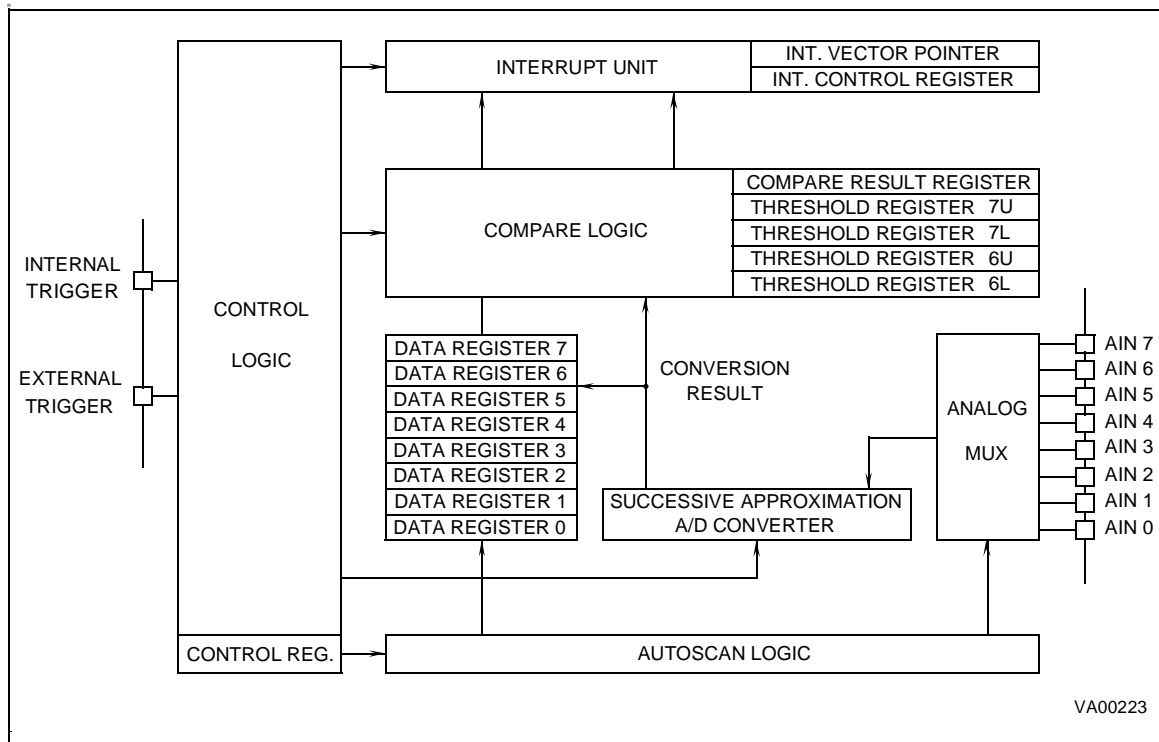 INTERRUPT UNIT
INT. VECTOR POINTER
INT. CONTROL REGISTER
COMPARE LOGIC
COMPARE RESULT REGISTER
THRESHOLD REGISTER 7U
THRESHOLD REGISTER 7L
THRESHOLD REGISTER 6U
THRESHOLD REGISTER 6L
INTERNAL
TRIGGER
EXTERNAL
TRIGGER
CONTROL
LOGIC
CONTROL REG.
DATA REGISTER 7
DATA REGISTER 6
DATA REGISTER 5
DATA REGISTER 4
DATA REGISTER 3
DATA REGISTER 2
DATA REGISTER 1
DATA REGISTER 0
CONVERSION
RESULT
SUCCESSIVE APPROXIMATION
A/D CONVERTER
ANALOG
MUX
AIN 7
AIN 6
AIN 5
AIN 4
AIN 3
AIN 2
AIN 1
AIN 0
AUTOSCAN LOGIC
VA00223